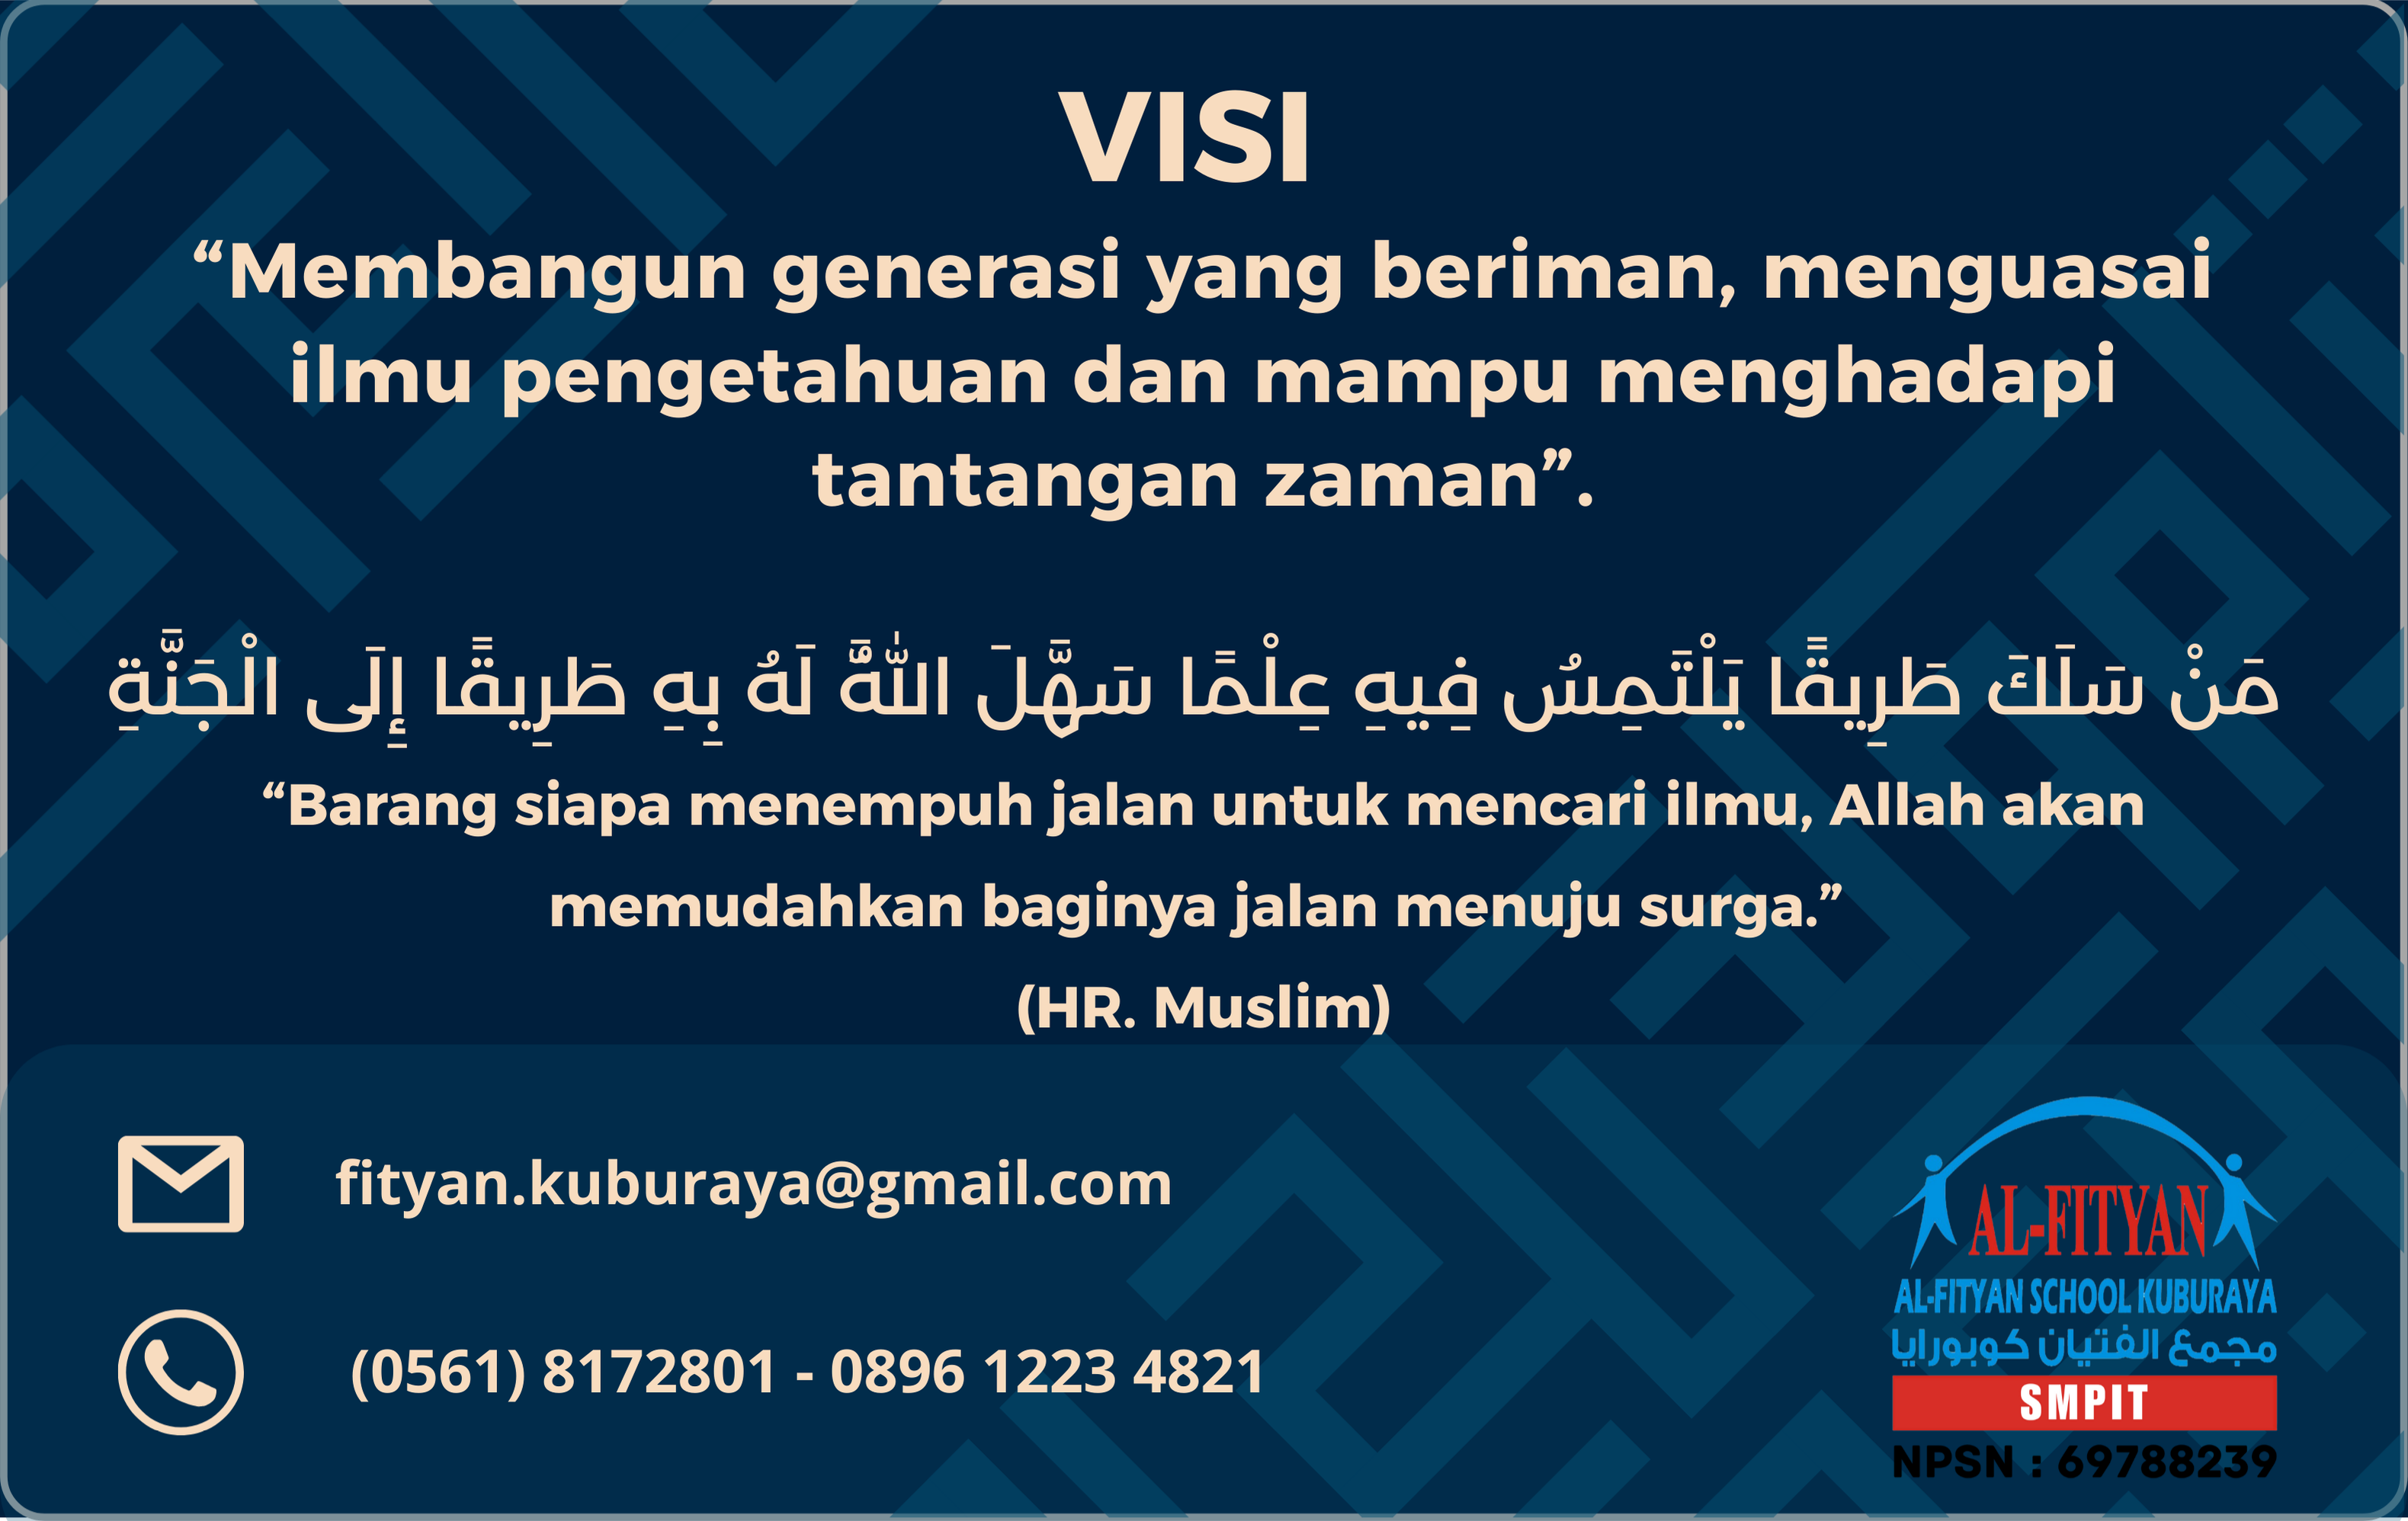 VISI
“Membangun generasi yang beriman, menguasai
ilmu pengetahuan dan mampu menghadapi
tantangan zaman”.
مَنْ سَلَكَ طَرِيقًا يَلْتَمِسُ فِيهِ عِلْمًا سَهَّلَ اللَّهُ لَهُ بِهِ طَرِيقًا إِلَى الْجَنَّةِ
“Barang siapa menempuh jalan untuk mencari ilmu, Allah akan
memudahkan baginya jalan menuju surga.”
(HR. Muslim)
fityan.kuburaya@gmail.com
(0561) 8172801 - 0896 1223 4821
AL-FITYAN
AL-FITYAN SCHOOL KUBURAYA
مجمع الفتيان كوبورايا
SMPIT
NPSN : 69788239